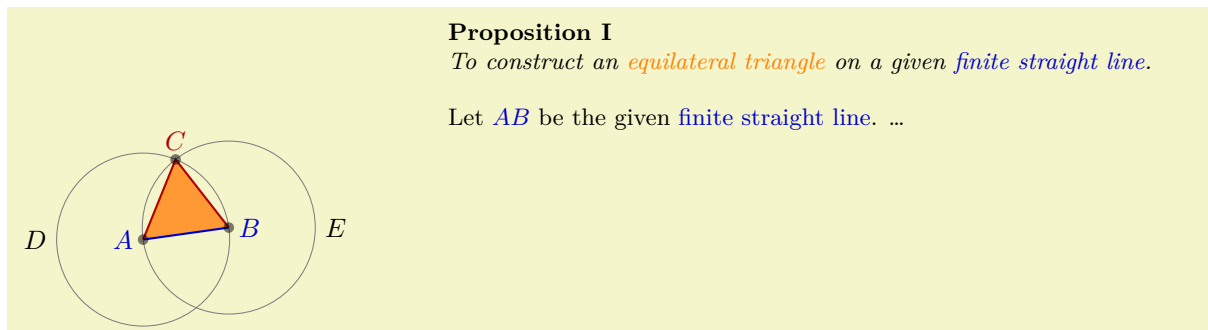 Proposition I
To construct an equilateral triangle on a given finite straight line.
Let AB be the given finite straight line. …
C
D
A
B
E